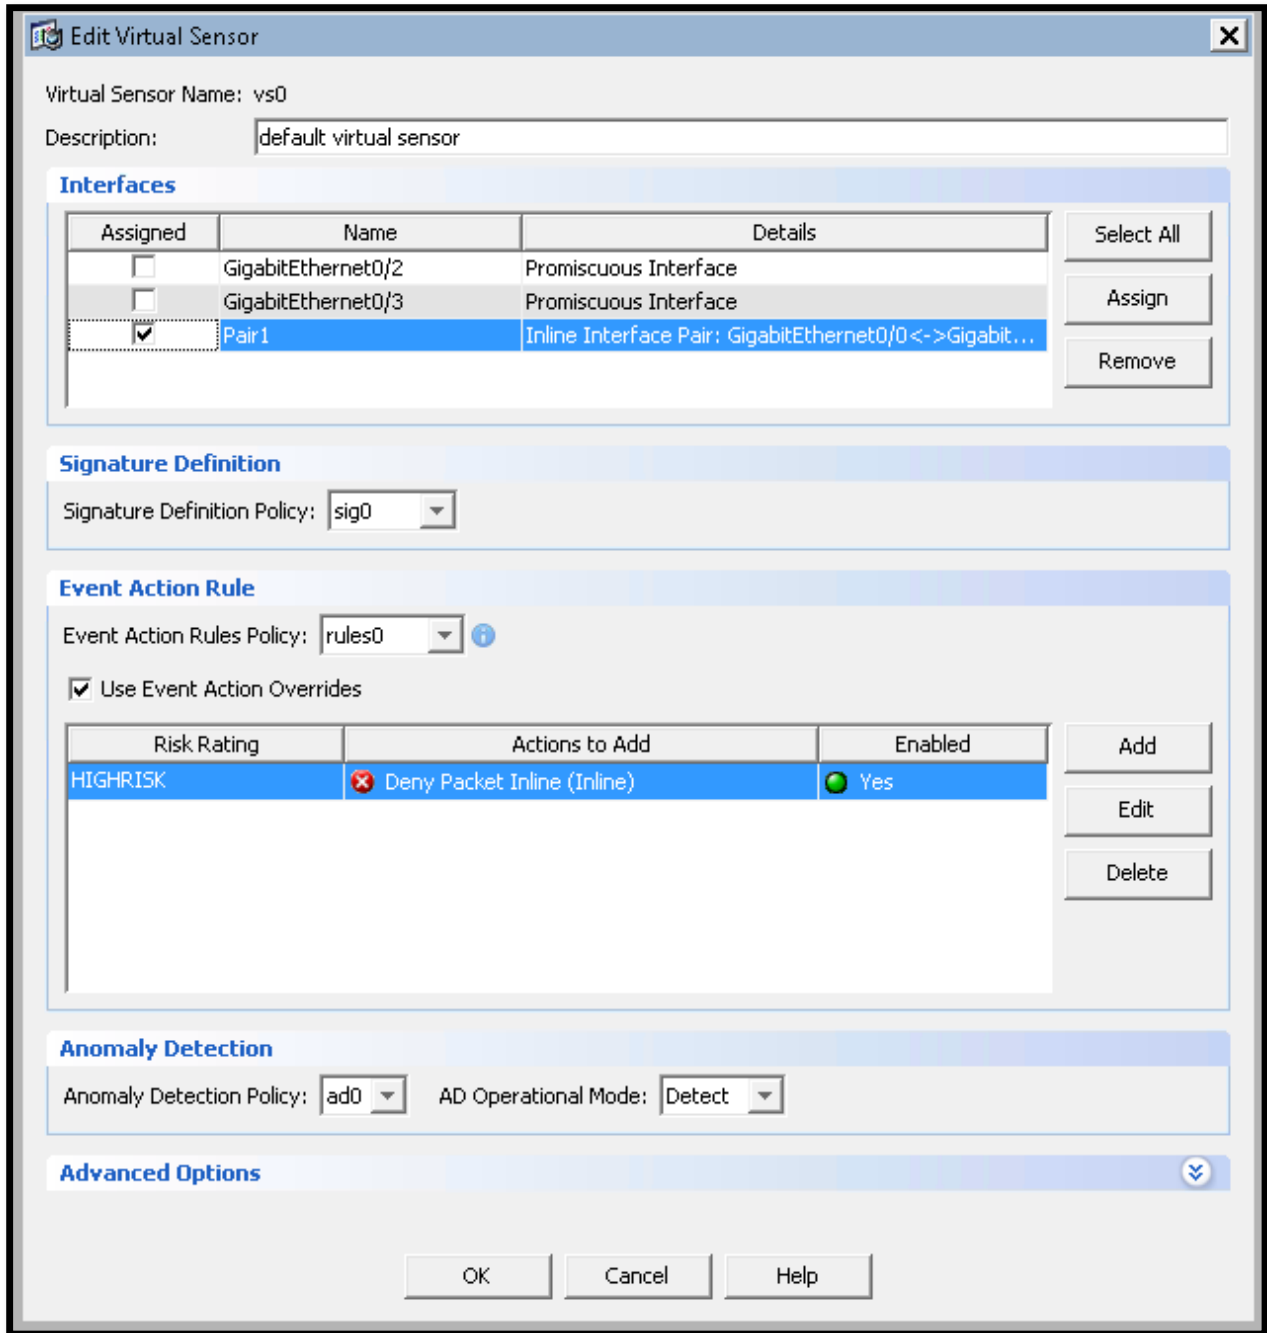 Edit Virtual Sensor
Virtual Sensor Name: vs0
Description: default virtual sensor
Interfaces
Assigned Name Details
GigabitEthernet0/2 Promiscuous Interface
GigabitEthernet0/3 Promiscuous Interface
Pair1 Inline Interface Pair: GigabitEthernet0/0<->Gigabit...
Select All
Assign
Remove
Signature Definition
Signature Definition Policy: sig0
Event Action Rule
Event Action Rules Policy: rules0
Use Event Action Overrides
Risk Rating Actions to Add Enabled
HIGHRISK Deny Packet Inline (Inline) Yes
Add
Edit
Delete
Anomaly Detection
Anomaly Detection Policy: ad0 AD Operational Mode: Detect
Advanced Options
OK Cancel Help